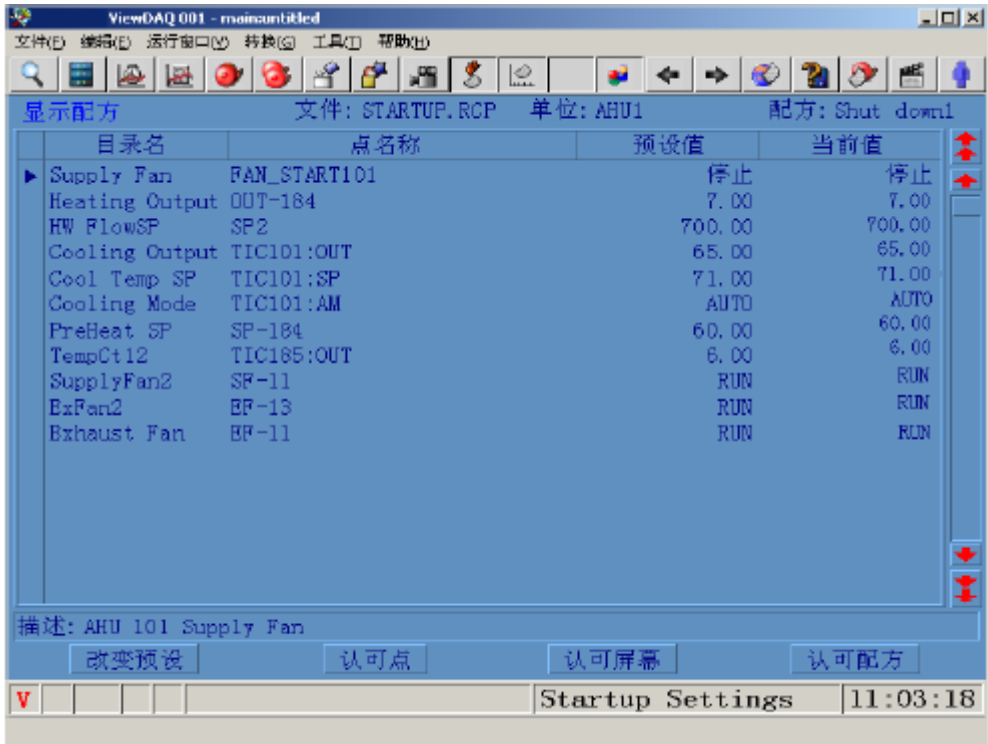 ViewDAQ 001 - main:untitled
文件(F) 编辑(E) 运行窗口(V) 转换(G) 工具(T) 帮助(H)
显示配方 文件: STARTUP.RCP 单位: AHU1 配方: Shut down1
目录名 点名称 预设值 当前值
Supply Fan FAN_START101 停止 停止
Heating Output OUT-184 7.00 7.00
HW FlowSP SP2 700.00 700.00
Cooling Output TIC101:OUT 65.00 65.00
Cool Temp SP TIC101:SP 71.00 71.00
Cooling Mode TIC101:AM AUTO AUTO
PreHeat SP SP-184 60.00 60.00
TempCt12 TIC185:OUT 6.00 6.00
SupplyFan2 SF-11 RUN RUN
ExFan2 EF-13 RUN RUN
Exhaust Fan EF-11 RUN RUN
描述: AHU 101 Supply Fan
改变预设 认可点 认可屏幕 认可配方
V Startup Settings 11:03:18